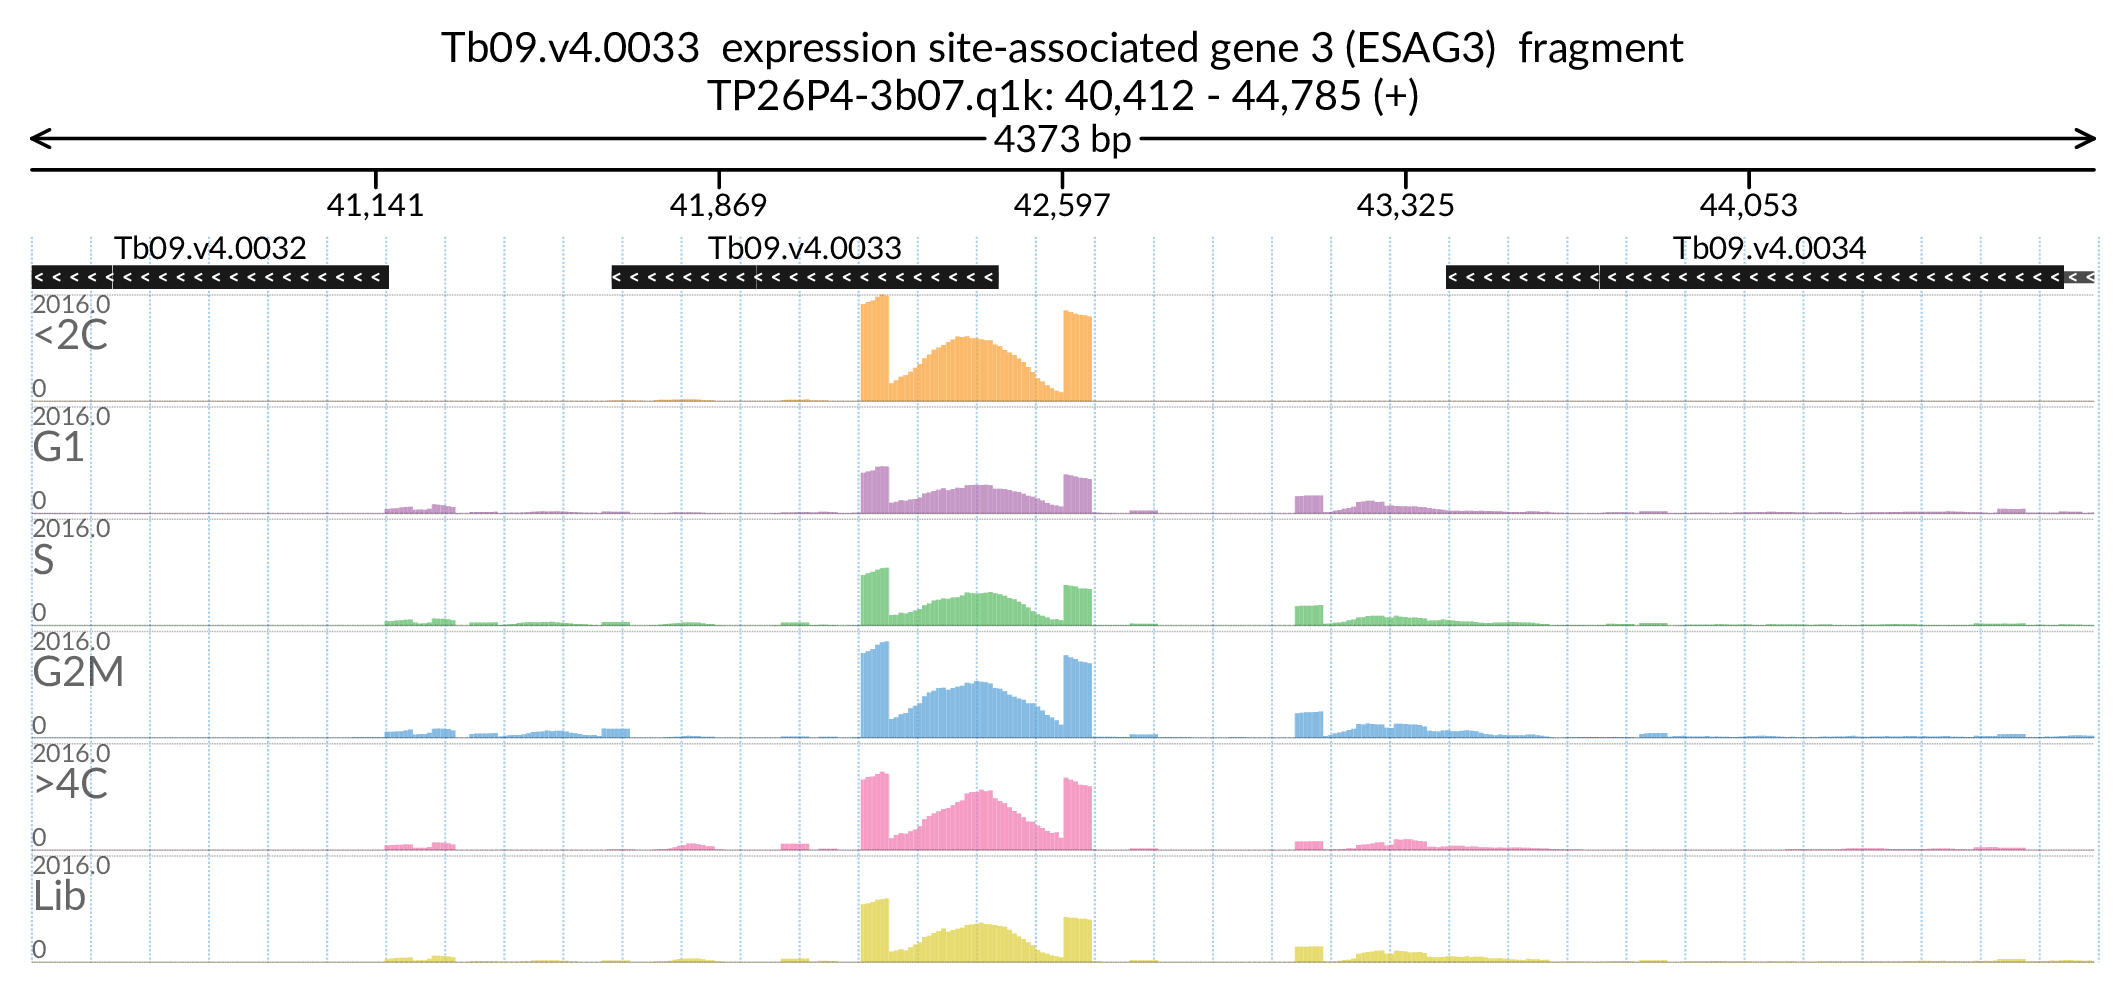 Tb09.v4.0033 expression site-associated gene 3 (ESAG3) fragment
TP26P4-3b07.q1k: 40,412 - 44,785 (+)
4373 bp
41,141 41,869 42,597 43,325 44,053
Tb09.v4.0032 Tb09.v4.0033 Tb09.v4.0034
2016.0
<2C
0
2016.0
G1
0
2016.0
S
0
2016.0
G2M
0
2016.0
>4C
0
2016.0
Lib
0